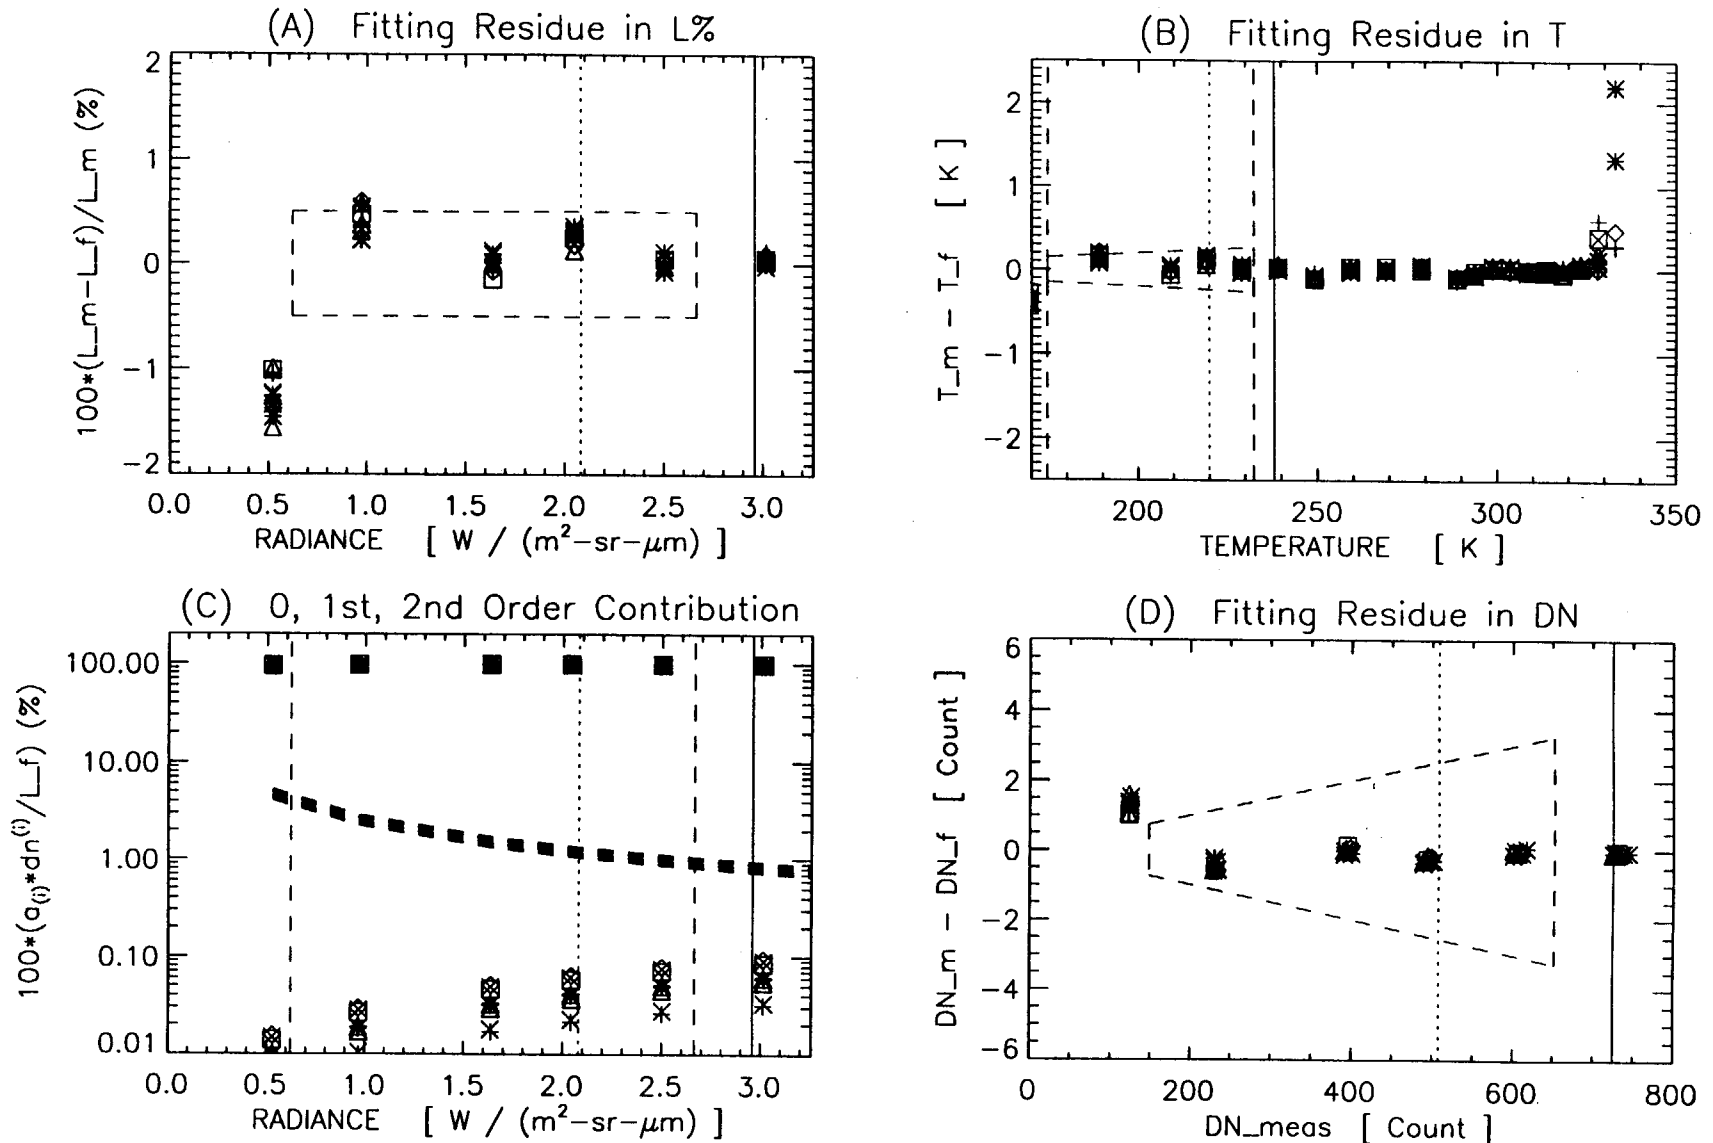 (A) Fitting Residue in L%
100*(L_m-L_f)/L_m (%)
2
1
0
-1
-2
0.0 0.5 1.0 1.5 2.0 2.5 3.0
RADIANCE [ W / (m²-sr-μm) ]
(B) Fitting Residue in T
T_m - T_f [ K ]
2
1
0
-1
-2
200 250 300 350
TEMPERATURE [ K ]
(C) 0, 1st, 2nd Order Contribution
100*(a₍ᵢ₎*dn⁽ⁱ⁾/L_f) (%)
100.00
10.00
1.00
0.10
0.01
0.0 0.5 1.0 1.5 2.0 2.5 3.0
RADIANCE [ W / (m²-sr-μm) ]
(D) Fitting Residue in DN
DN_m - DN_f [ Count ]
6
4
2
0
-2
-4
-6
0 200 400 600 800
DN_meas [ Count ]